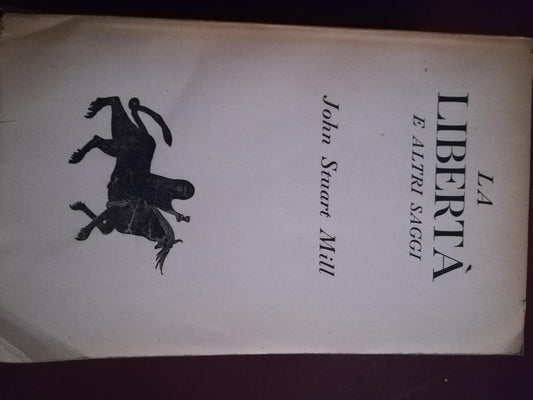 LA
LIBERTÀ
E ALTRI SAGGI
John Stuart Mill